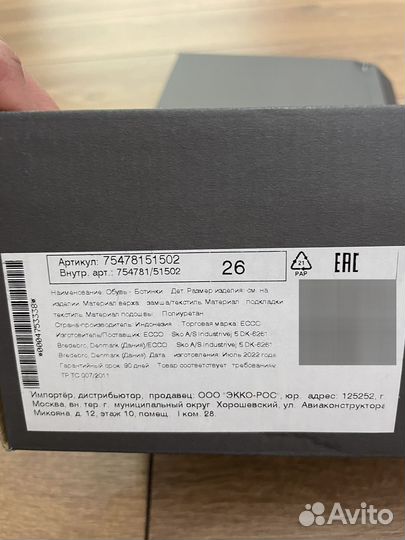 Артикул: 75478151502
Внутр. арт.: 754781/51502
26
21
PAP
EAC
*8004753338*
Наименование: Обувь - Ботинки Дет. Размер изделия: см. на
изделии. Материал верха: замша/текстиль. Материал подкладки:
текстиль. Материал подошвы: Полиуретан
Страна-производитель: Индонезия Торговая марка: ECCO
Изготовитель/Поставщик: ECCO Sko A/S Industrivej 5 DK-6261
Bredebro, Denmark (Дания)/ECCO Sko A/S Industrivej 5 DK-6261
Bredebro, Denmark (Дания). Дата изготовления: Июль 2022 года
Гарантийный срок: 90 дней Товар соответствует требованиям:
ТР ТС 007/2011
Импортёр, дистрибьютор, продавец: ООО "ЭККО-РОС", юр. адрес: 125252, г.
Москва, вн. тер. г. муниципальный округ Хорошевский, ул. Авиаконструктора
Микояна, д. 12, этаж 10, помещ. I ком. 28.
Avito